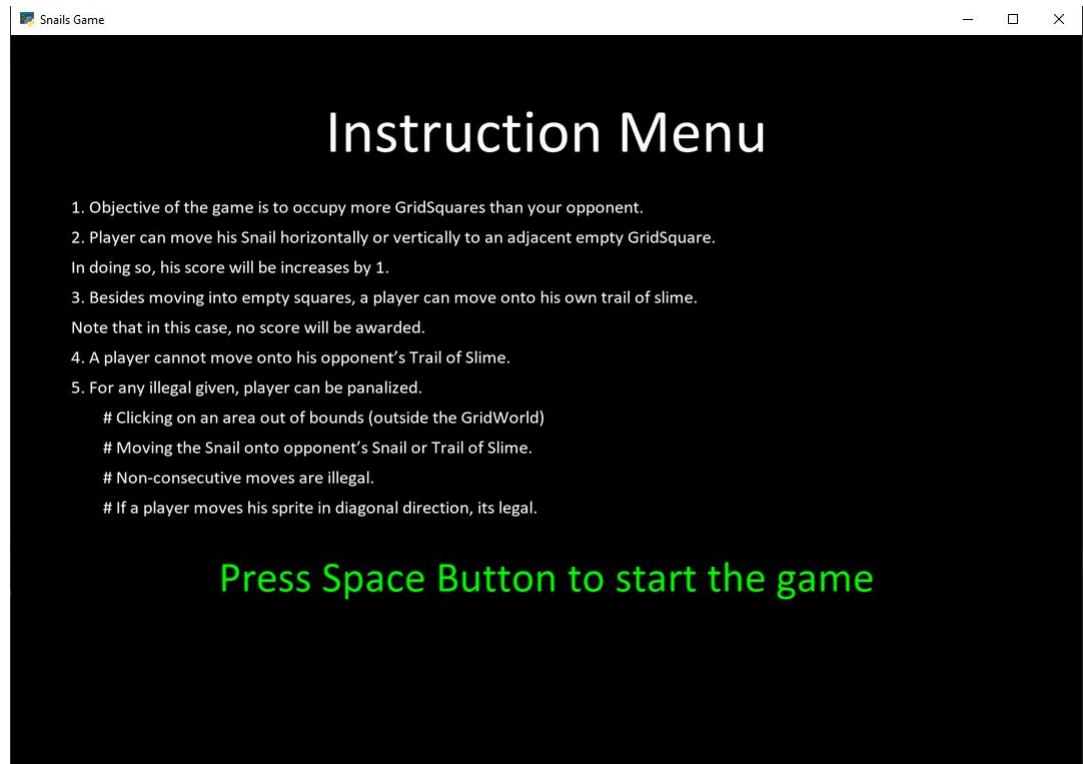 Snails Game
Instruction Menu
1. Objective of the game is to occupy more GridSquares than your opponent.
2. Player can move his Snail horizontally or vertically to an adjacent empty GridSquare.
In doing so, his score will be increases by 1.
3. Besides moving into empty squares, a player can move onto his own trail of slime.
Note that in this case, no score will be awarded.
4. A player cannot move onto his opponent’s Trail of Slime.
5. For any illegal given, player can be panalized.
# Clicking on an area out of bounds (outside the GridWorld)
# Moving the Snail onto opponent’s Snail or Trail of Slime.
# Non-consecutive moves are illegal.
# If a player moves his sprite in diagonal direction, its legal.
Press Space Button to start the game